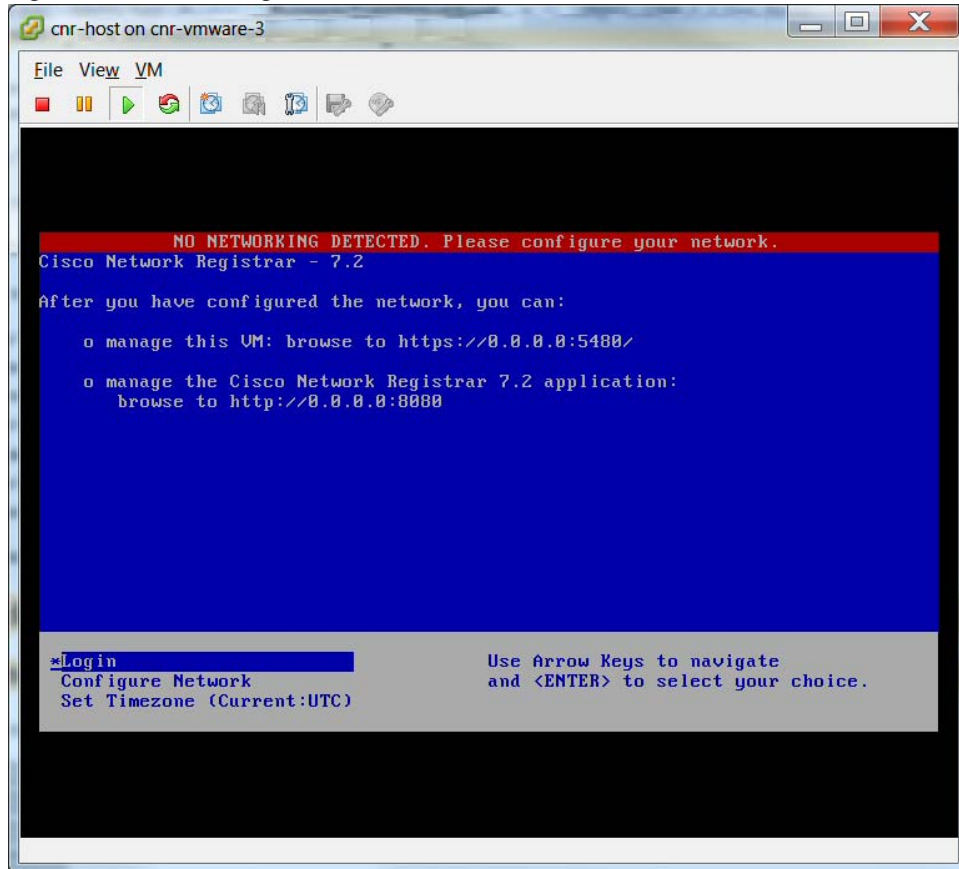 cnr-host on cnr-vmware-3
File View VM
NO NETWORKING DETECTED. Please configure your network.
Cisco Network Registrar - 7.2
After you have configured the network, you can:
o manage this VM: browse to https://0.0.0.0:5480/
o manage the Cisco Network Registrar 7.2 application:
browse to http://0.0.0.0:8080
*Login
Configure Network
Set Timezone (Current:UTC)
Use Arrow Keys to navigate
and <ENTER> to select your choice.